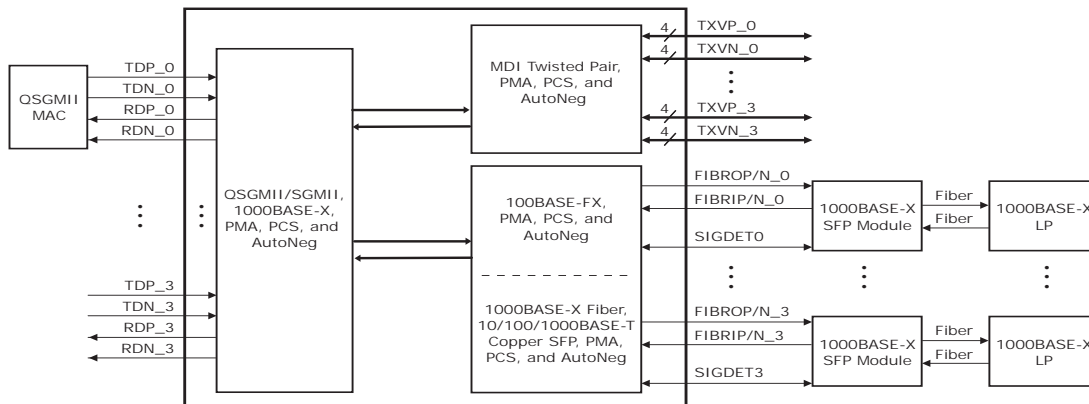 QSGMII
MAC
TDP_0
TDN_0
RDP_0
RDN_0
TDP_3
TDN_3
RDP_3
RDN_3
QSGMII/SGMII,
1000BASE-X,
PMA, PCS, and
AutoNeg
MDI Twisted Pair,
PMA, PCS, and
AutoNeg
4 TXVP_0
4 TXVN_0
4 TXVP_3
4 TXVN_3
100BASE-FX,
PMA, PCS, and
AutoNeg
1000BASE-X Fiber,
10/100/1000BASE-T
Copper SFP, PMA,
PCS, and AutoNeg
FIBROP/N_0
FIBRIP/N_0
SIGDET0
1000BASE-X
SFP Module
Fiber
Fiber
1000BASE-X
LP
FIBROP/N_3
FIBRIP/N_3
SIGDET3
1000BASE-X
SFP Module
Fiber
Fiber
1000BASE-X
LP